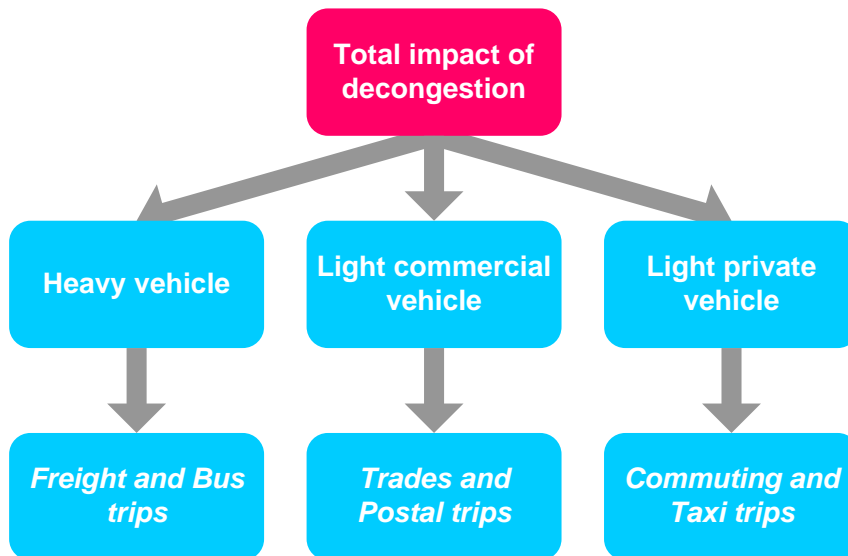 Total impact of
decongestion
Heavy vehicle
Light commercial
vehicle
Light private
vehicle
Freight and Bus
trips
Trades and
Postal trips
Commuting and
Taxi trips